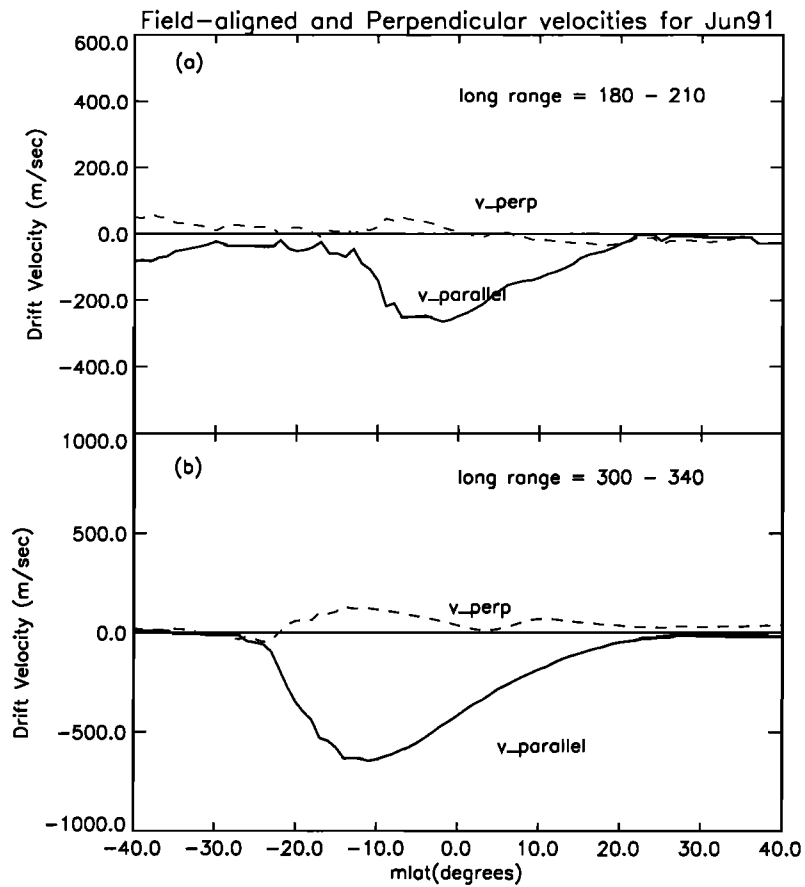 Field-aligned and Perpendicular velocities for Jun91
600.0
(a)
long range = 180 - 210
400.0
200.0
v_perp
0.0
v_parallel
-200.0
-400.0
Drift Velocity (m/sec)
1000.0
(b)
long range = 300 - 340
500.0
v_perp
0.0
-500.0
v_parallel
-1000.0
Drift Velocity (m/sec)
-40.0 -30.0 -20.0 -10.0 0.0 10.0 20.0 30.0 40.0
mlat(degrees)